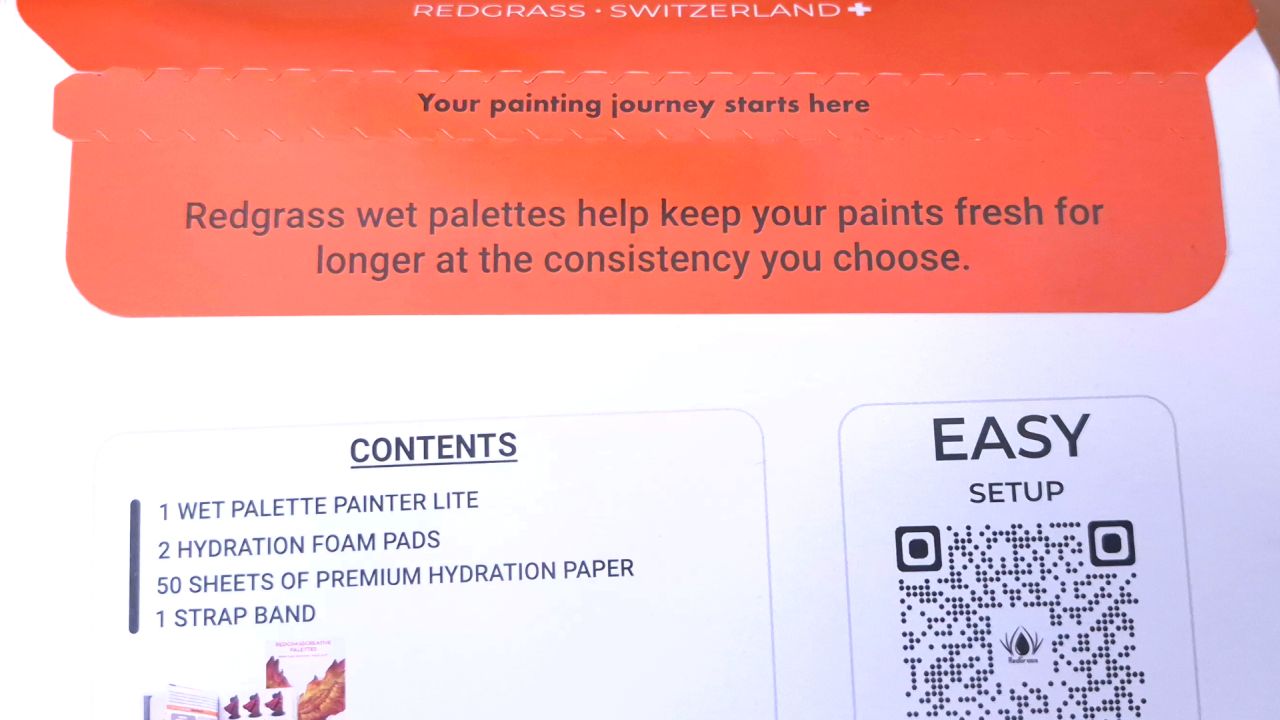 REDGRASS · SWITZERLAND
Your painting journey starts here
Redgrass wet palettes help keep your paints fresh for
longer at the consistency you choose.
CONTENTS
1 WET PALETTE PAINTER LITE
2 HYDRATION FOAM PADS
50 SHEETS OF PREMIUM HYDRATION PAPER
1 STRAP BAND
EASY
SETUP
PALETTES